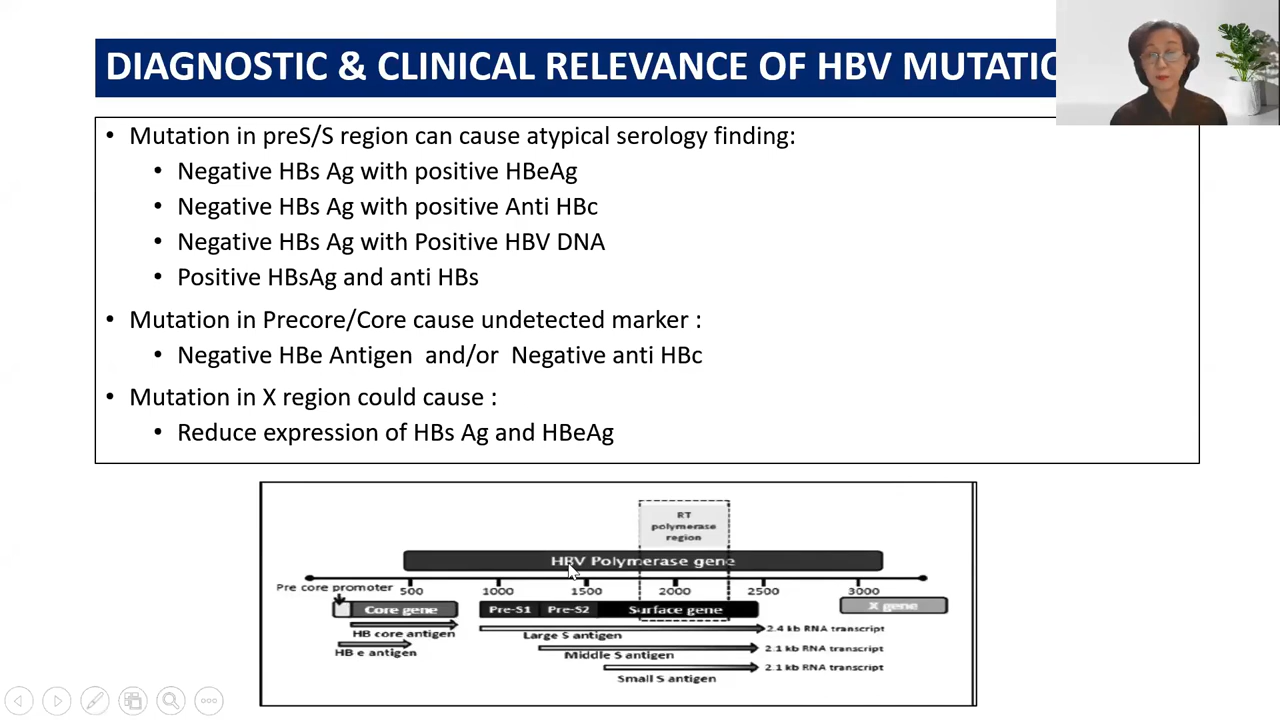 DIAGNOSTIC & CLINICAL RELEVANCE OF HBV MUTATIO
• Mutation in preS/S region can cause atypical serology finding:
• Negative HBs Ag with positive HBeAg
• Negative HBs Ag with positive Anti HBc
• Negative HBs Ag with Positive HBV DNA
• Positive HBsAg and anti HBs
• Mutation in Precore/Core cause undetected marker :
• Negative HBe Antigen and/or Negative anti HBc
• Mutation in X region could cause :
• Reduce expression of HBs Ag and HBeAg
RT
polymerase
region
HBV Polymerase gene
Pre core promoter
500 1000 1500 2000 2500 3000
Core gene Pre-S1 Pre-S2 Surface gene X gene
HB core antigen
Large S antigen 2.4 kb RNA transcript
HB e antigen
Middle S antigen 2.1 kb RNA transcript
Small S antigen 2.1 kb RNA transcript